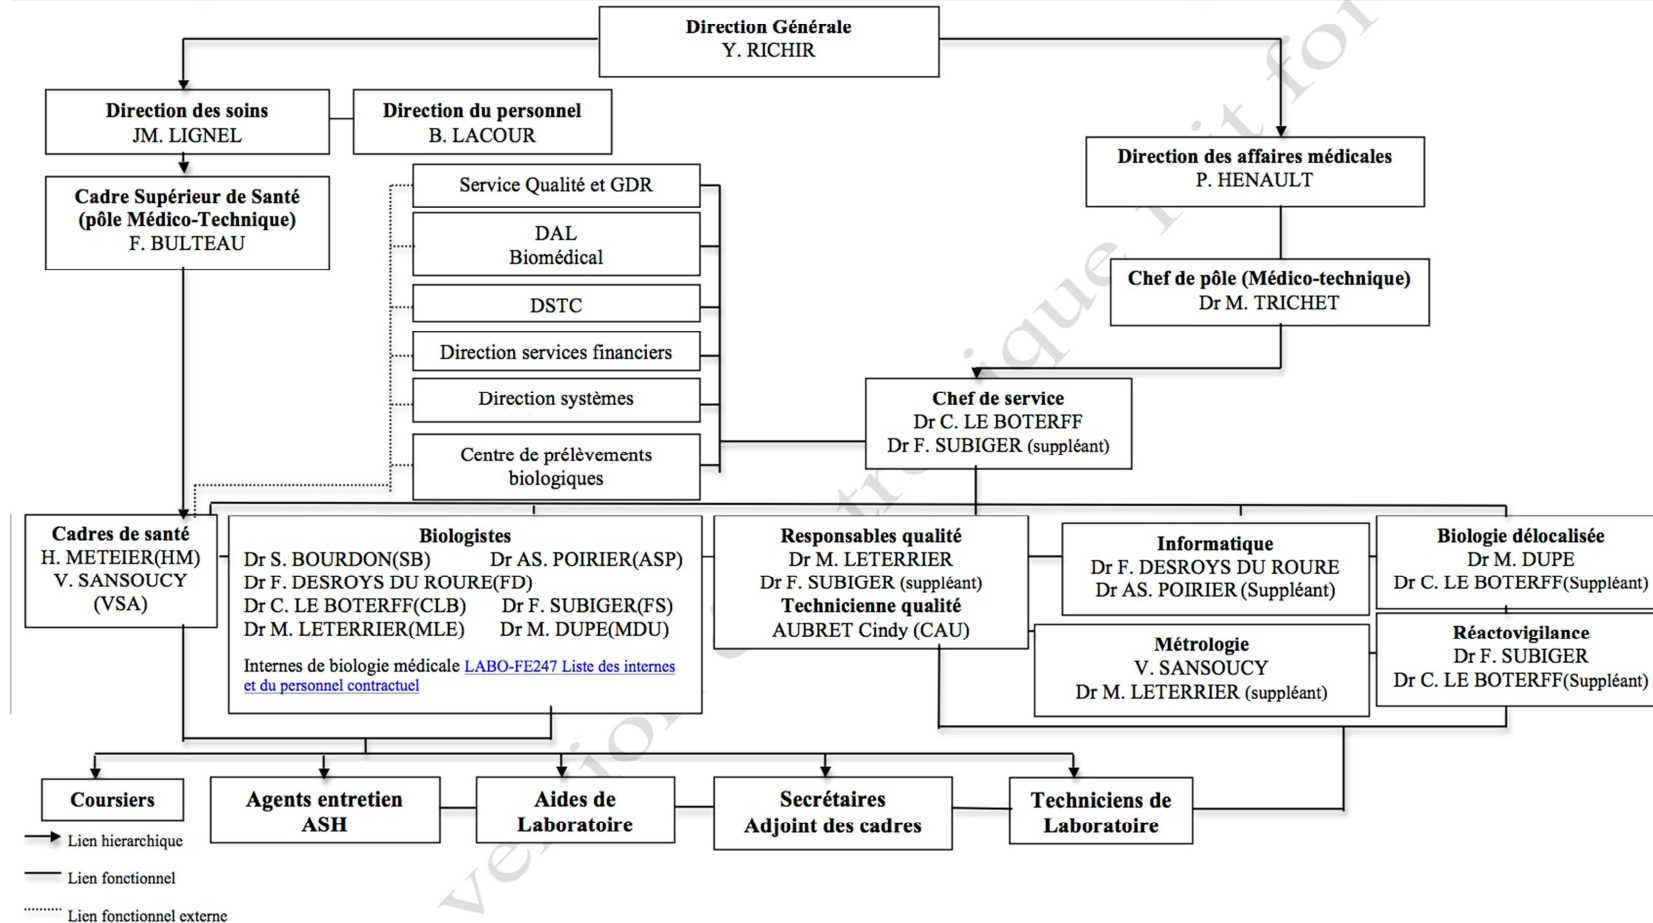 Direction Générale
Y. RICHIR
Direction des soins
JM. LIGNEL
Direction du personnel
B. LACOUR
Direction des affaires médicales
P. HENAULT
Cadre Supérieur de Santé
(pôle Médico-Technique)
F. BULTEAU
Service Qualité et GDR
DAL
Biomédical
DSTC
Direction services financiers
Direction systèmes
Centre de prélèvements
biologiques
Chef de pôle (Médico-technique)
Dr M. TRICHET
Chef de service
Dr C. LE BOTERFF
Dr F. SUBIGER (suppléant)
Cadres de santé
H. METEIER(HM)
V. SANSOUCY
(VSA)
Biologistes
Dr S. BOURDON(SB) Dr AS. POIRIER(ASP)
Dr F. DESROYS DU ROURE(FD)
Dr C. LE BOTERFF(CLB) Dr F. SUBIGER(FS)
Dr M. LETERRIER(MLE) Dr M. DUPE(MDU)
Internes de biologie médicale LABO-FE247 Liste des internes
et du personnel contractuel
Responsables qualité
Dr M. LETERRIER
Dr F. SUBIGER (suppléant)
Technicienne qualité
AUBRET Cindy (CAU)
Informatique
Dr F. DESROYS DU ROURE
Dr AS. POIRIER (Suppléant)
Biologie délocalisée
Dr M. DUPE
Dr C. LE BOTERFF(Suppléant)
Métrologie
V. SANSOUCY
Dr M. LETERRIER (suppléant)
Réactovigilance
Dr F. SUBIGER
Dr C. LE BOTERFF(Suppléant)
Coursiers
Agents entretien
ASH
Aides de
Laboratoire
Secrétaires
Adjoint des cadres
Techniciens de
Laboratoire
Lien hierarchique
Lien fonctionnel
Lien fonctionnel externe